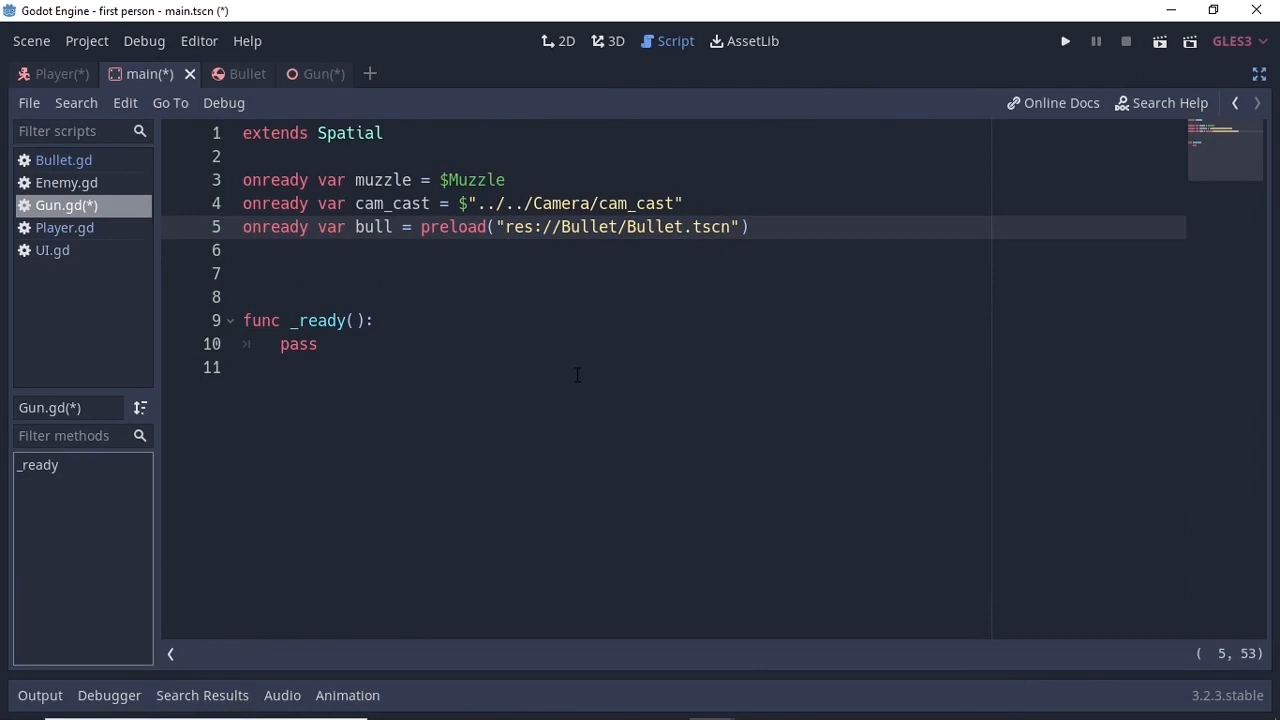 Godot Engine - first person - main.tscn (*)
Scene Project Debug Editor Help 2D 3D Script AssetLib GLES3
Player(*) main(*) Bullet Gun(*)
File Search Edit Go To Debug Online Docs Search Help
Filter scripts
Bullet.gd
Enemy.gd
Gun.gd(*)
Player.gd
UI.gd
1 extends Spatial
2
3 onready var muzzle = $Muzzle
4 onready var cam_cast = $"../../Camera/cam_cast"
5 onready var bull = preload("res://Bullet/Bullet.tscn")
6
7
8
9 func _ready():
10 pass
11
Gun.gd(*)
Filter methods
_ready
( 5, 53)
Output Debugger Search Results Audio Animation 3.2.3.stable